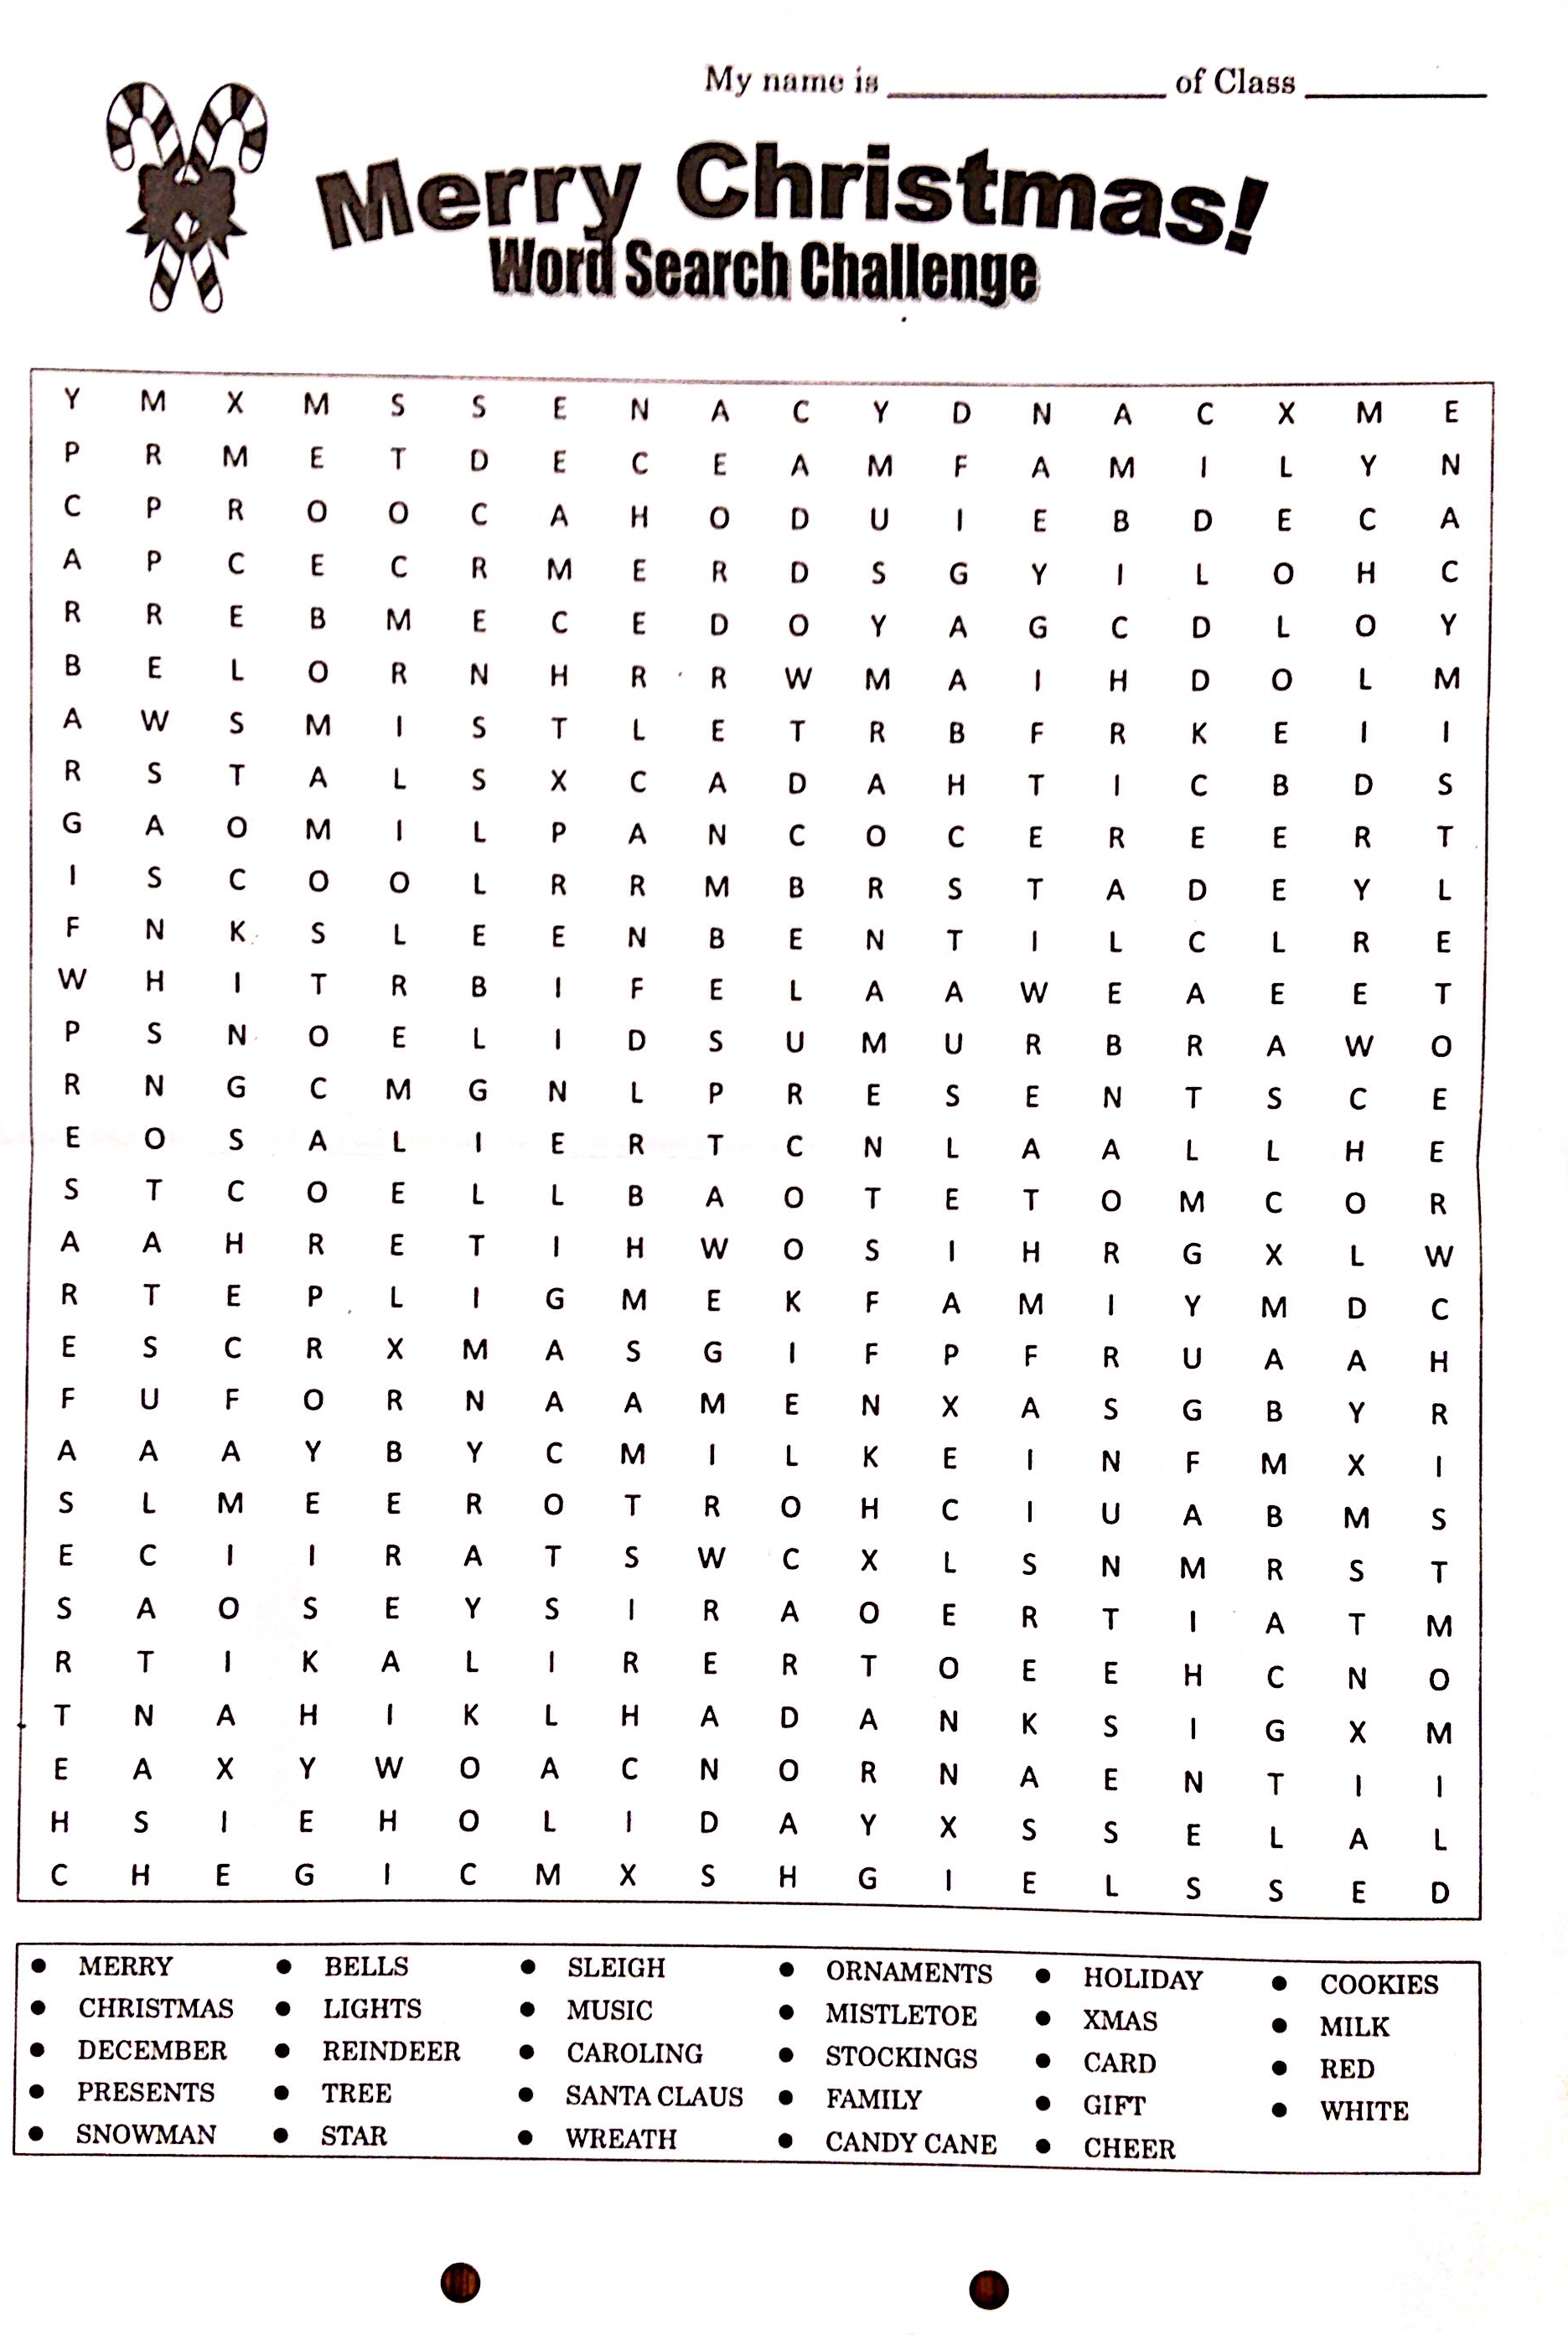 My name is ________________ of Class __________
Merry Christmas!
Word Search Challenge
Y M X M S S E N A C Y D N A C X M E
P R M E T D E C E A M F A M I L Y N
C P R O O C A H O D U I E B D E C A
A P C E C R M E R D S G Y I L O H C
R R E B M E C E D O Y A G C D L O Y
B E L O R N H R R W M A I H D O L M
A W S M I S T L E T R B F R K E I I
R S T A L S X C A D A H T I C B D S
G A O M I L P A N C O C E R E E R T
I S C O O L R R M B R S T A D E Y L
F N K S L E E N B E N T I L C L R E
W H I T R B I F E L A A W E A E E T
P S N O E L I D S U M U R B R A W O
R N G C M G N L P R E S E N T S C E
E O S A L I E R T C N L A A L L H E
S T C O E L L B A O T E T O M C O R
A A H R E T I H W O S I H R G X L W
R T E P L I G M E K F A M I Y M D C
E S C R X M A S G I F P F R U A A H
F U F O R N A A M E N X A S G B Y R
A A A Y B Y C M I L K E I N F M X I
S L M E E R O T R O H C I U A B M S
E C I I R A T S W C X L S N M R S T
S A O S E Y S I R A O E R T I A T M
R T I K A L I R E R T O E E H C N O
T N A H I K L H A D A N K S I G X M
E A X Y W O A C N O R N A E N T I I
H S I E H O L I D A Y X S S E L A L
C H E G I C M X S H G I E L S S E D
• MERRY • BELLS • SLEIGH • ORNAMENTS • HOLIDAY • COOKIES
• CHRISTMAS • LIGHTS • MUSIC • MISTLETOE • XMAS • MILK
• DECEMBER • REINDEER • CAROLING • STOCKINGS • CARD • RED
• PRESENTS • TREE • SANTA CLAUS • FAMILY • GIFT • WHITE
• SNOWMAN • STAR • WREATH • CANDY CANE • CHEER